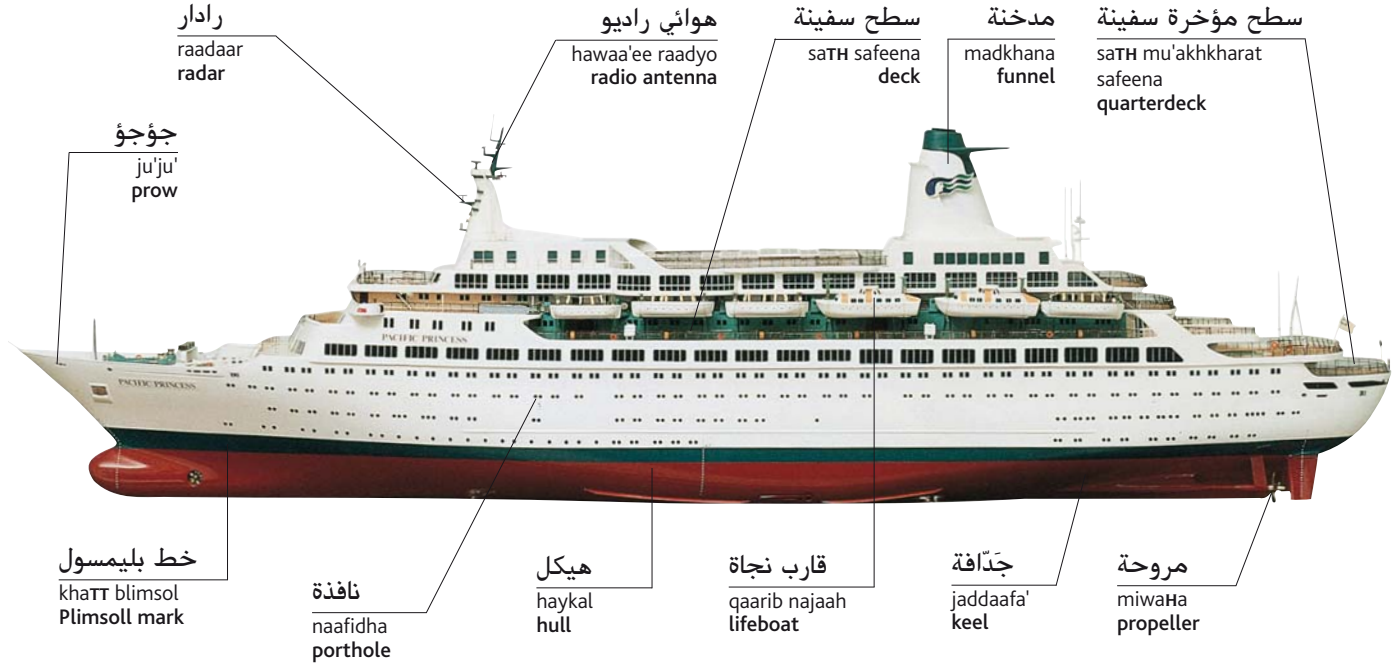 رادار
raadaar
radar
هوائي راديو
hawaa'ee raadyo
radio antenna
سطح سفينة
saTH safeena
deck
مدخنة
madkhana
funnel
سطح مؤخرة سفينة
saTH mu'akhkharat
safeena
quarterdeck
جؤجؤ
ju'ju'
prow
PACIFIC PRINCESS
PACIFIC PRINCESS
خط بليمسول
khaTT blimsol
Plimsoll mark
نافذة
naafidha
porthole
هيكل
haykal
hull
قارب نجاة
qaarib najaah
lifeboat
جَدّافة
jaddaafa'
keel
مروحة
miwaHa
propeller